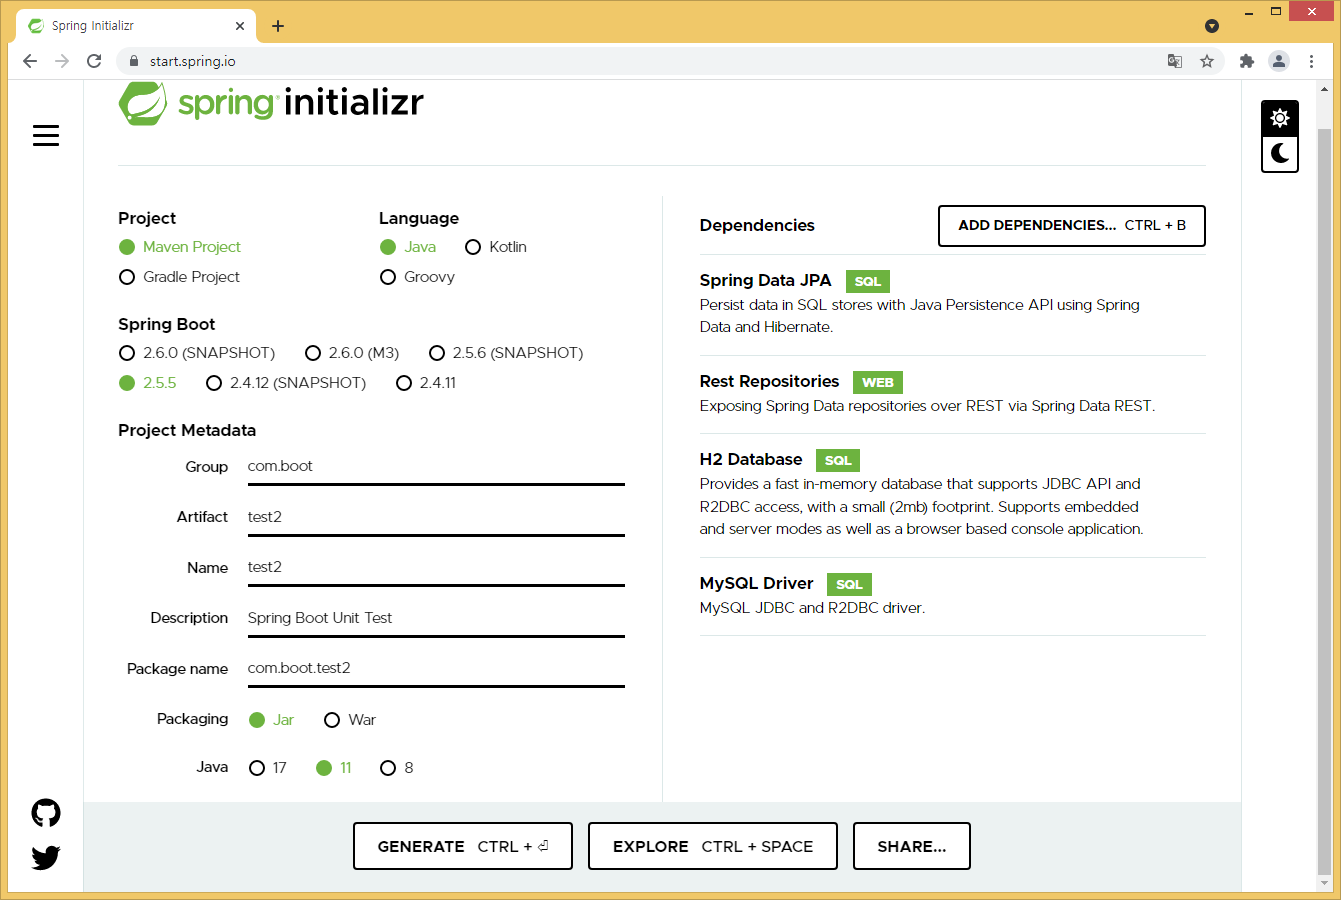 Spring Initializr
start.spring.io
spring initializr
Project
Maven Project
Gradle Project
Language
Java Kotlin
Groovy
Spring Boot
2.6.0 (SNAPSHOT) 2.6.0 (M3) 2.5.6 (SNAPSHOT)
2.5.5 2.4.12 (SNAPSHOT) 2.4.11
Project Metadata
Group com.boot
Artifact test2
Name test2
Description Spring Boot Unit Test
Package name com.boot.test2
Packaging Jar War
Java 17 11 8
Dependencies ADD DEPENDENCIES... CTRL + B
Spring Data JPA SQL
Persist data in SQL stores with Java Persistence API using Spring
Data and Hibernate.
Rest Repositories WEB
Exposing Spring Data repositories over REST via Spring Data REST.
H2 Database SQL
Provides a fast in-memory database that supports JDBC API and
R2DBC access, with a small (2mb) footprint. Supports embedded
and server modes as well as a browser based console application.
MySQL Driver SQL
MySQL JDBC and R2DBC driver.
GENERATE CTRL + ⏎ EXPLORE CTRL + SPACE SHARE...